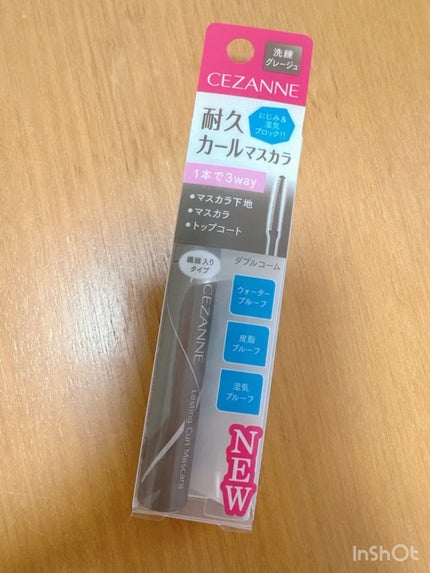 洗練
グレージュ
CEZANNE
耐久
カールマスカラ
にじみ&
湿気
ブロック!!
1本で3way
•マスカラ下地
•マスカラ
•トップコート
ダブルコーム
繊維入り
タイプ
ウォーター
プルーフ
皮脂
プルーフ
湿気
プルーフ
CEZANNE
Lasting Curl Mascara
NEW
InShOt